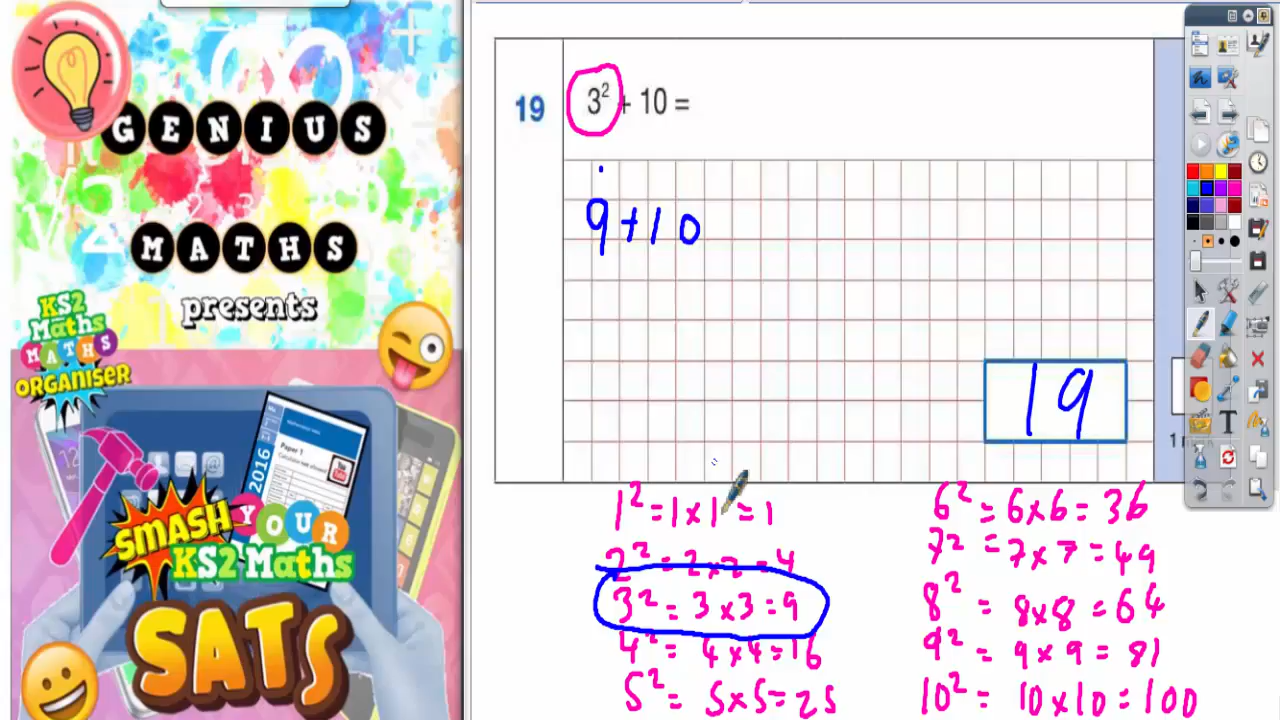 GENIUS
MATHS
presents
KS2
Maths
MATHS
ORGANISER
2016
Paper 1
You
Tube
SMASH YOUR
KS2 Maths
SATS
19 3² + 10 =
9 + 10
19
1² = 1 x 1 = 1
2² = 2 x 2 = 4
3² = 3 x 3 = 9
4² = 4 x 4 = 16
5² = 5 x 5 = 25
6² = 6 x 6 = 36
7² = 7 x 7 = 49
8² = 8 x 8 = 64
9² = 9 x 9 = 81
10² = 10 x 10 = 100